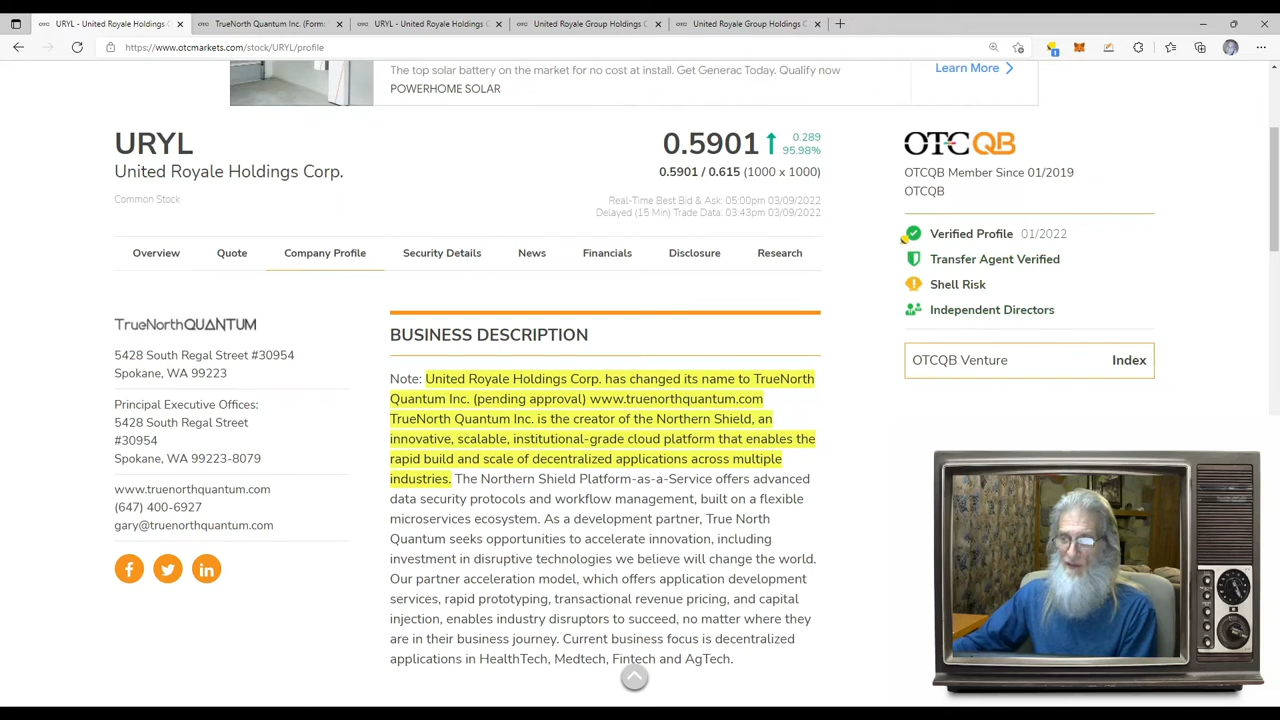 URYL - United Royale Holdings C
TrueNorth Quantum Inc. (Form:
URYL - United Royale Holdings C
United Royale Group Holdings C
United Royale Group Holdings C
https://www.otcmarkets.com/stock/URYL/profile
The top solar battery on the market for no cost at install. Get Generac Today. Qualify now
POWERHOME SOLAR
Learn More
URYL
United Royale Holdings Corp.
Common Stock
0.5901
0.289
95.98%
0.5901 / 0.615 (1000 x 1000)
Real-Time Best Bid & Ask: 05:00pm 03/09/2022
Delayed (15 Min) Trade Data: 03:43pm 03/09/2022
OTCQB
OTCQB Member Since 01/2019
OTCQB
Verified Profile 01/2022
Transfer Agent Verified
Shell Risk
Independent Directors
OTCQB Venture Index
Overview Quote Company Profile Security Details News Financials Disclosure Research
TrueNorthQUANTUM
5428 South Regal Street #30954
Spokane, WA 99223
Principal Executive Offices:
5428 South Regal Street
#30954
Spokane, WA 99223-8079
www.truenorthquantum.com
(647) 400-6927
gary@truenorthquantum.com
BUSINESS DESCRIPTION
Note: United Royale Holdings Corp. has changed its name to TrueNorth
Quantum Inc. (pending approval) www.truenorthquantum.com
TrueNorth Quantum Inc. is the creator of the Northern Shield, an
innovative, scalable, institutional-grade cloud platform that enables the
rapid build and scale of decentralized applications across multiple
industries. The Northern Shield Platform-as-a-Service offers advanced
data security protocols and workflow management, built on a flexible
microservices ecosystem. As a development partner, True North
Quantum seeks opportunities to accelerate innovation, including
investment in disruptive technologies we believe will change the world.
Our partner accelerator model, which offers application development
services, rapid prototyping, transactional revenue pricing, and capital
injection, enables industry disruptors to succeed, no matter where they
are in their business journey. Current business focus is decentralized
applications in HealthTech, Medtech, Fintech and AgTech.